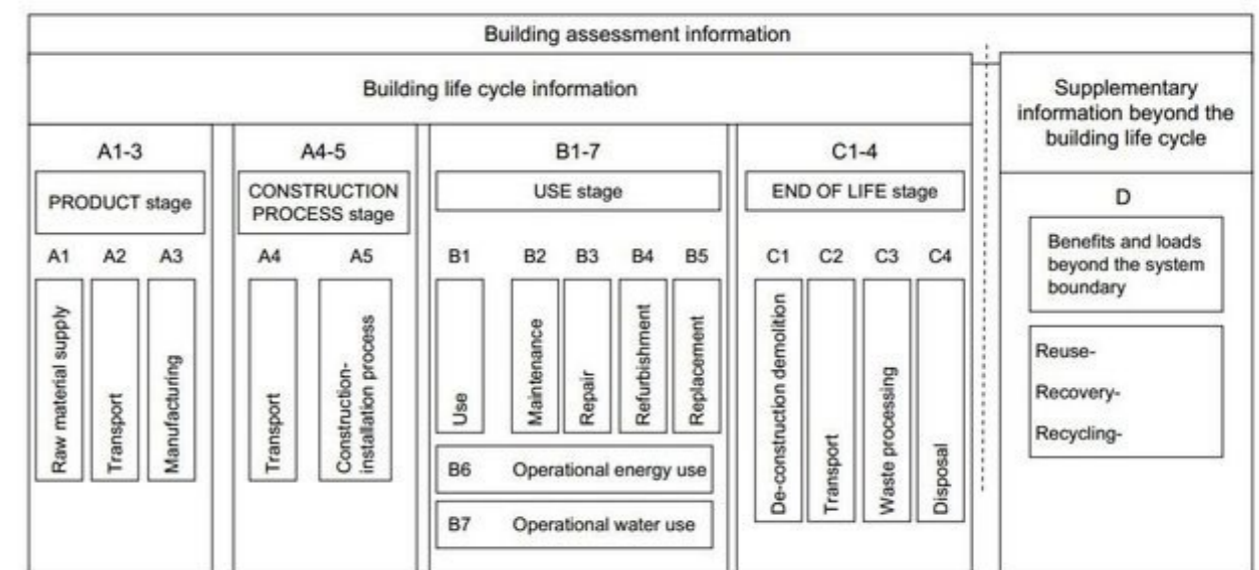 Building assessment information
Building life cycle information
Supplementary
information beyond the
building life cycle
A1-3
A4-5
B1-7
C1-4
D
PRODUCT stage
CONSTRUCTION
PROCESS stage
USE stage
END OF LIFE stage
Benefits and loads
beyond the system
boundary
A1
A2
A3
A4
A5
B1
B2
B3
B4
B5
C1
C2
C3
C4
Raw material supply
Transport
Manufacturing
Transport
Construction-
installation process
Use
Maintenance
Repair
Refurbishment
Replacement
De-construction demolition
Transport
Waste processing
Disposal
Reuse-
Recovery-
Recycling-
B6 Operational energy use
B7 Operational water use